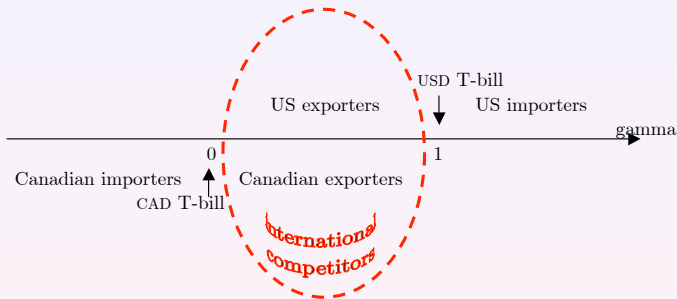 USD T-bill
US exporters
US importers
gamma
0
1
Canadian importers
Canadian exporters
CAD T-bill
international
competitors